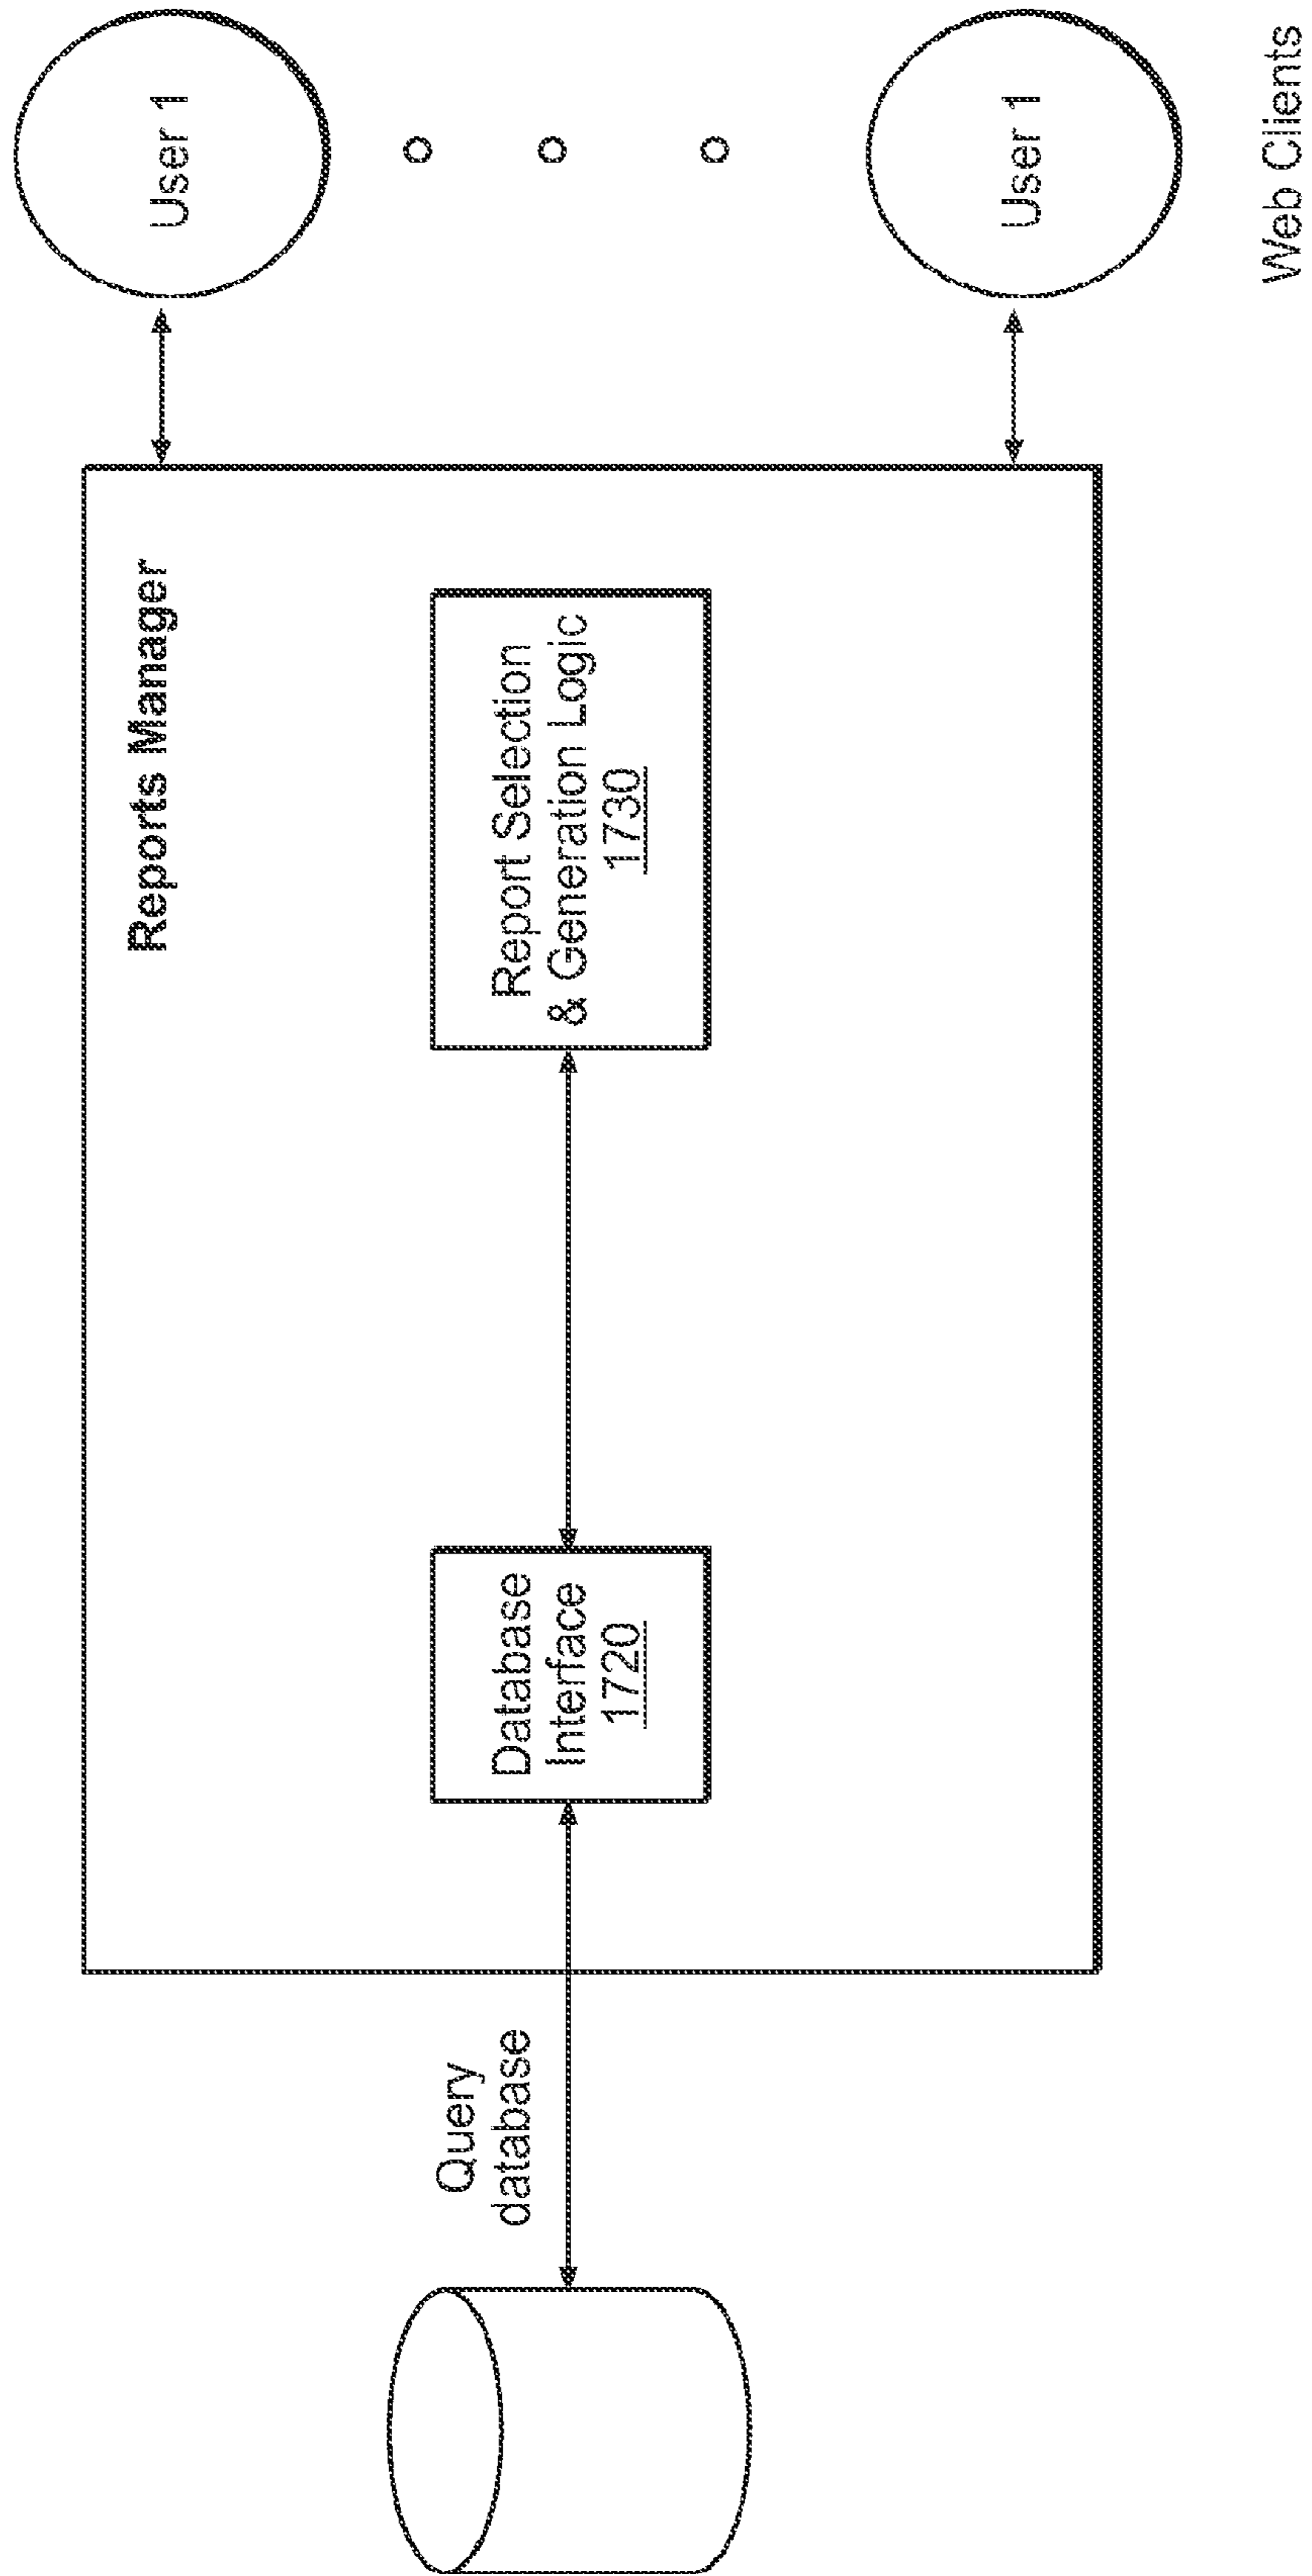 Reports Manager
Query
database
Database
Interface
1720
Report Selection
& Generation Logic
1730
User 1
User 1
Web Clients